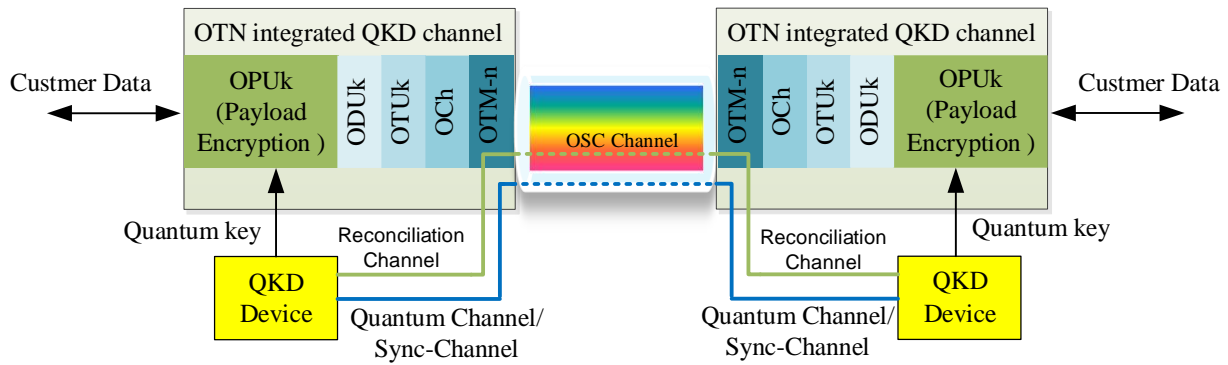 OTN integrated QKD channel
Custmer Data
OPUk
(Payload
Encryption )
ODUk
OTUk
OCh
OTM-n
OSC Channel
OTN integrated QKD channel
OTM-n
OCh
OTUk
ODUk
OPUk
(Payload
Encryption )
Custmer Data
Quantum key
Reconciliation
Channel
QKD
Device
Quantum Channel/
Sync-Channel
Reconciliation
Channel
Quantum key
QKD
Device
Quantum Channel/
Sync-Channel